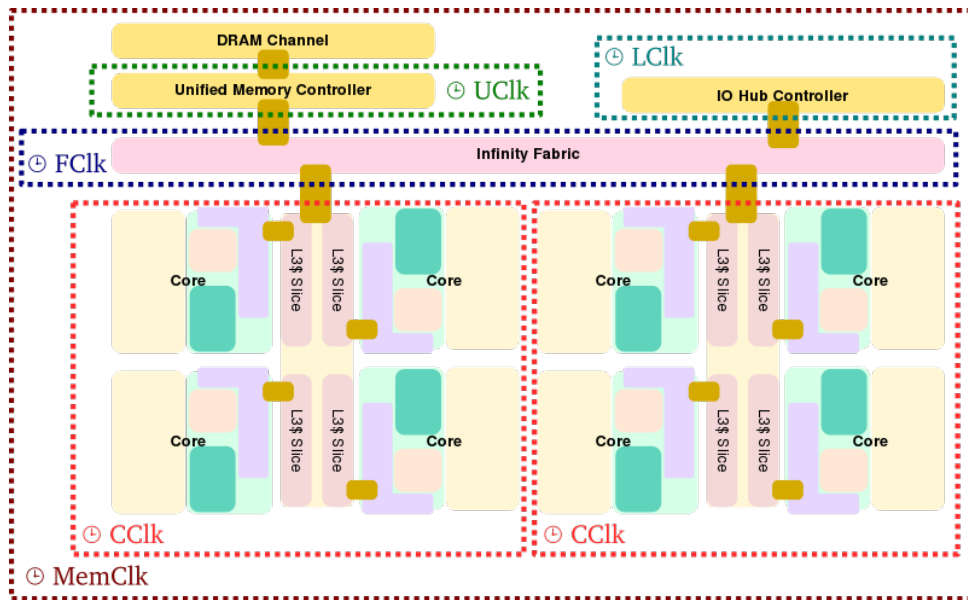 DRAM Channel
Unified Memory Controller
UClk
LClk
IO Hub Controller
FClk
Infinity Fabric
Core
L3$ Slice
L3$ Slice
Core
Core
L3$ Slice
L3$ Slice
Core
Core
L3$ Slice
L3$ Slice
Core
Core
L3$ Slice
L3$ Slice
Core
CClk
CClk
MemClk